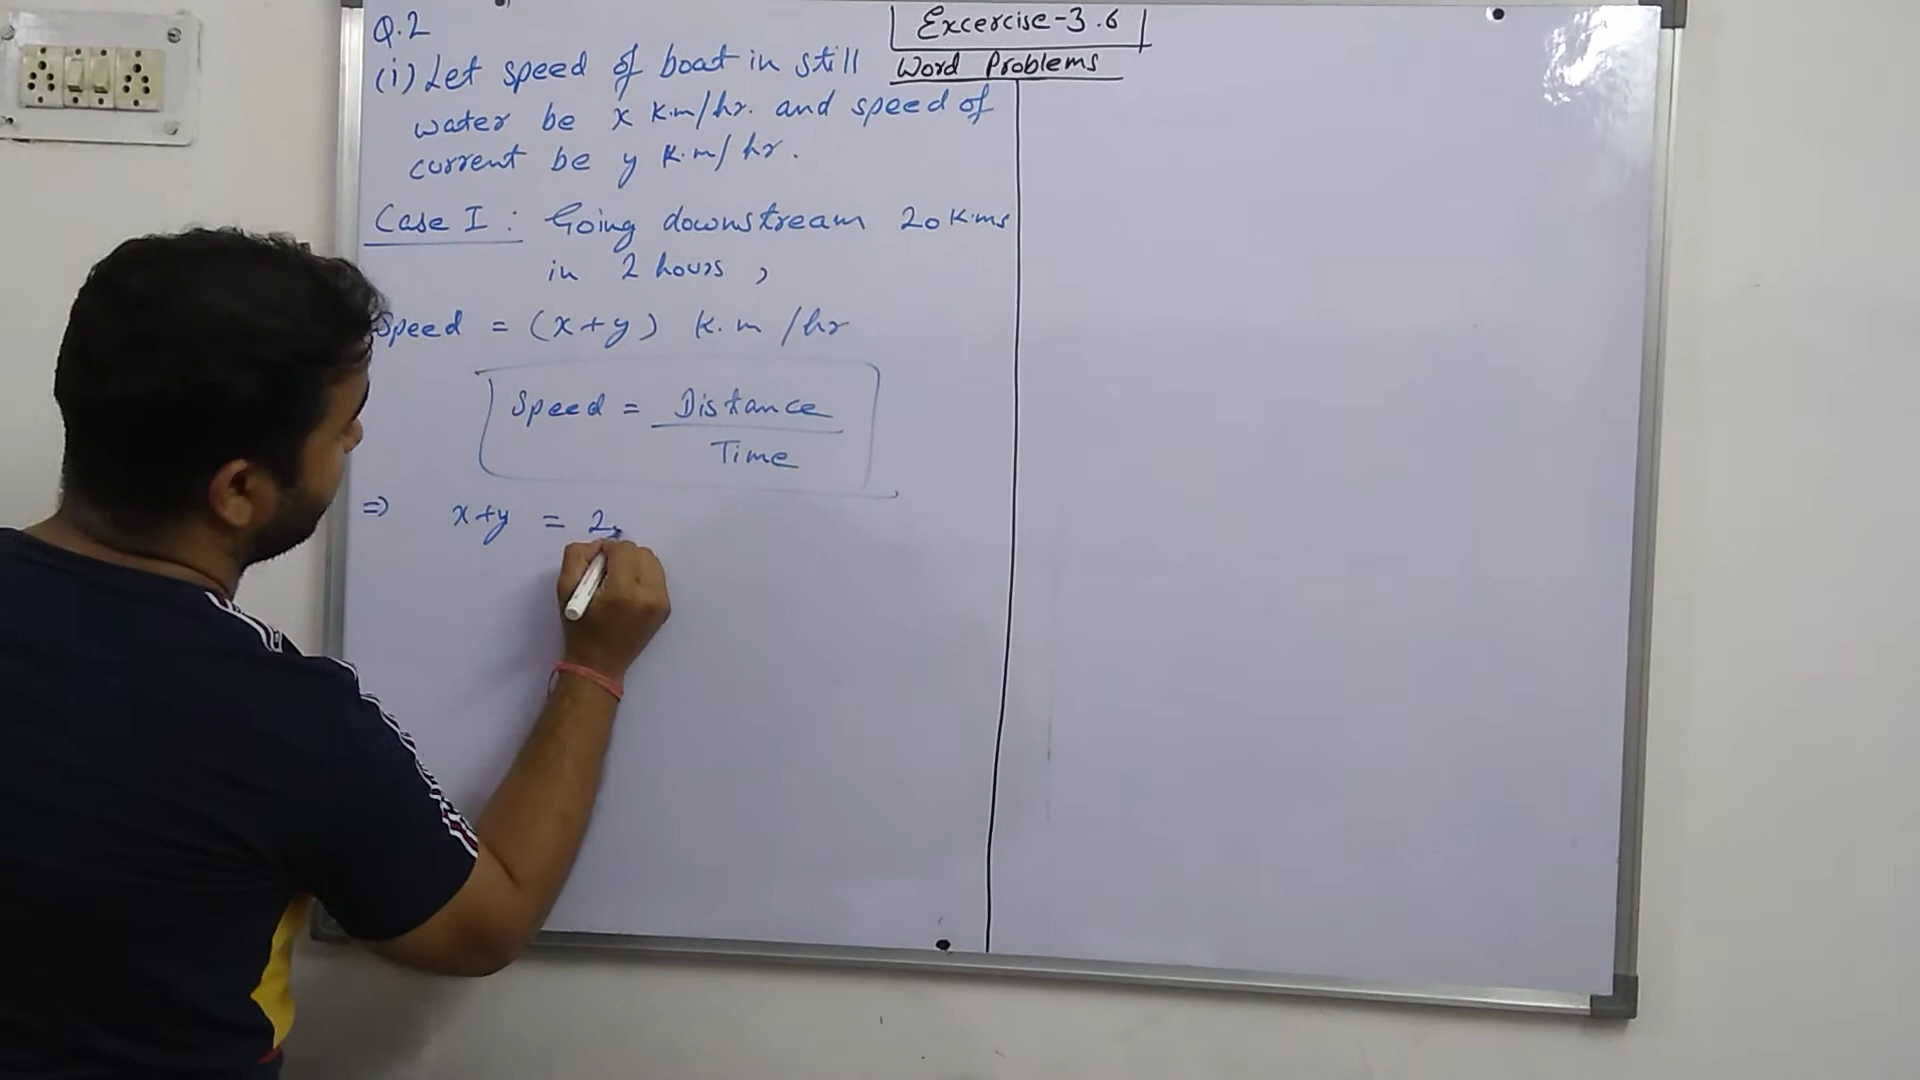 Q.2
Excercise-3.6
Word Problems
(i) Let speed of boat in still
water be x K.m/hr. and speed of
current be y K.m/hr.
Case I : Going downstream 20 K.ms
in 2 hours ,
Speed = (x+y) K.m/hr
Speed = Distance
Time
⇒ x+y = 2